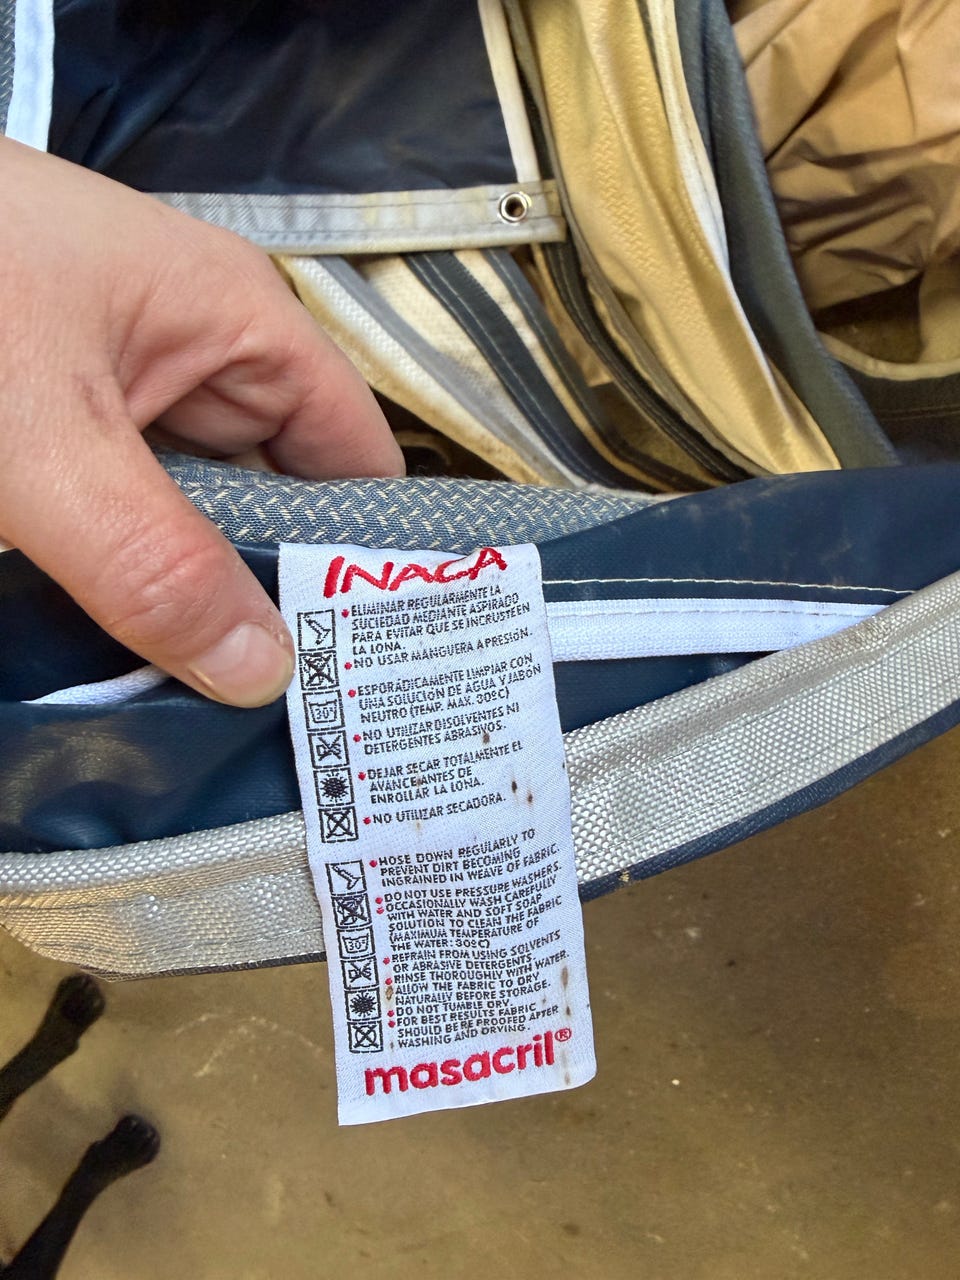 INACA
• ELIMINAR REGULARMENTE LA
SUCIEDAD MEDIANTE ASPIRADO
PARA EVITAR QUE SE INCRUSTE EN
LA LONA.
• NO USAR MANGUERA A PRESIÓN.
• ESPORÁDICAMENTE LIMPIAR CON
UNA SOLUCIÓN DE AGUA Y JABÓN
NEUTRO (TEMP. MAX. 30ºC)
30°
• NO UTILIZAR DISOLVENTES NI
DETERGENTES ABRASIVOS.
• DEJAR SECAR TOTALMENTE EL
AVANCE ANTES DE
ENROLLAR LA LONA.
• NO UTILIZAR SECADORA.
• HOSE DOWN REGULARLY TO
PREVENT DIRT BECOMING
INGRAINED IN WEAVE OF FABRIC.
• DO NOT USE PRESSURE WASHERS.
• OCCASIONALLY WASH CAREFULLY
WITH WATER AND SOFT SOAP
SOLUTION TO CLEAN THE FABRIC
(MAXIMUM TEMPERATURE OF
THE WATER: 30ºC)
30°
• REFRAIN FROM USING SOLVENTS
OR ABRASIVE DETERGENTS.
• RINSE THOROUGHLY WITH WATER.
• ALLOW THE FABRIC TO DRY
NATURALLY BEFORE STORAGE.
• DO NOT TUMBLE DRY.
• FOR BEST RESULTS FABRIC
SHOULD BE RE PROOFED AFTER
WASHING AND DRYING.
masacril®